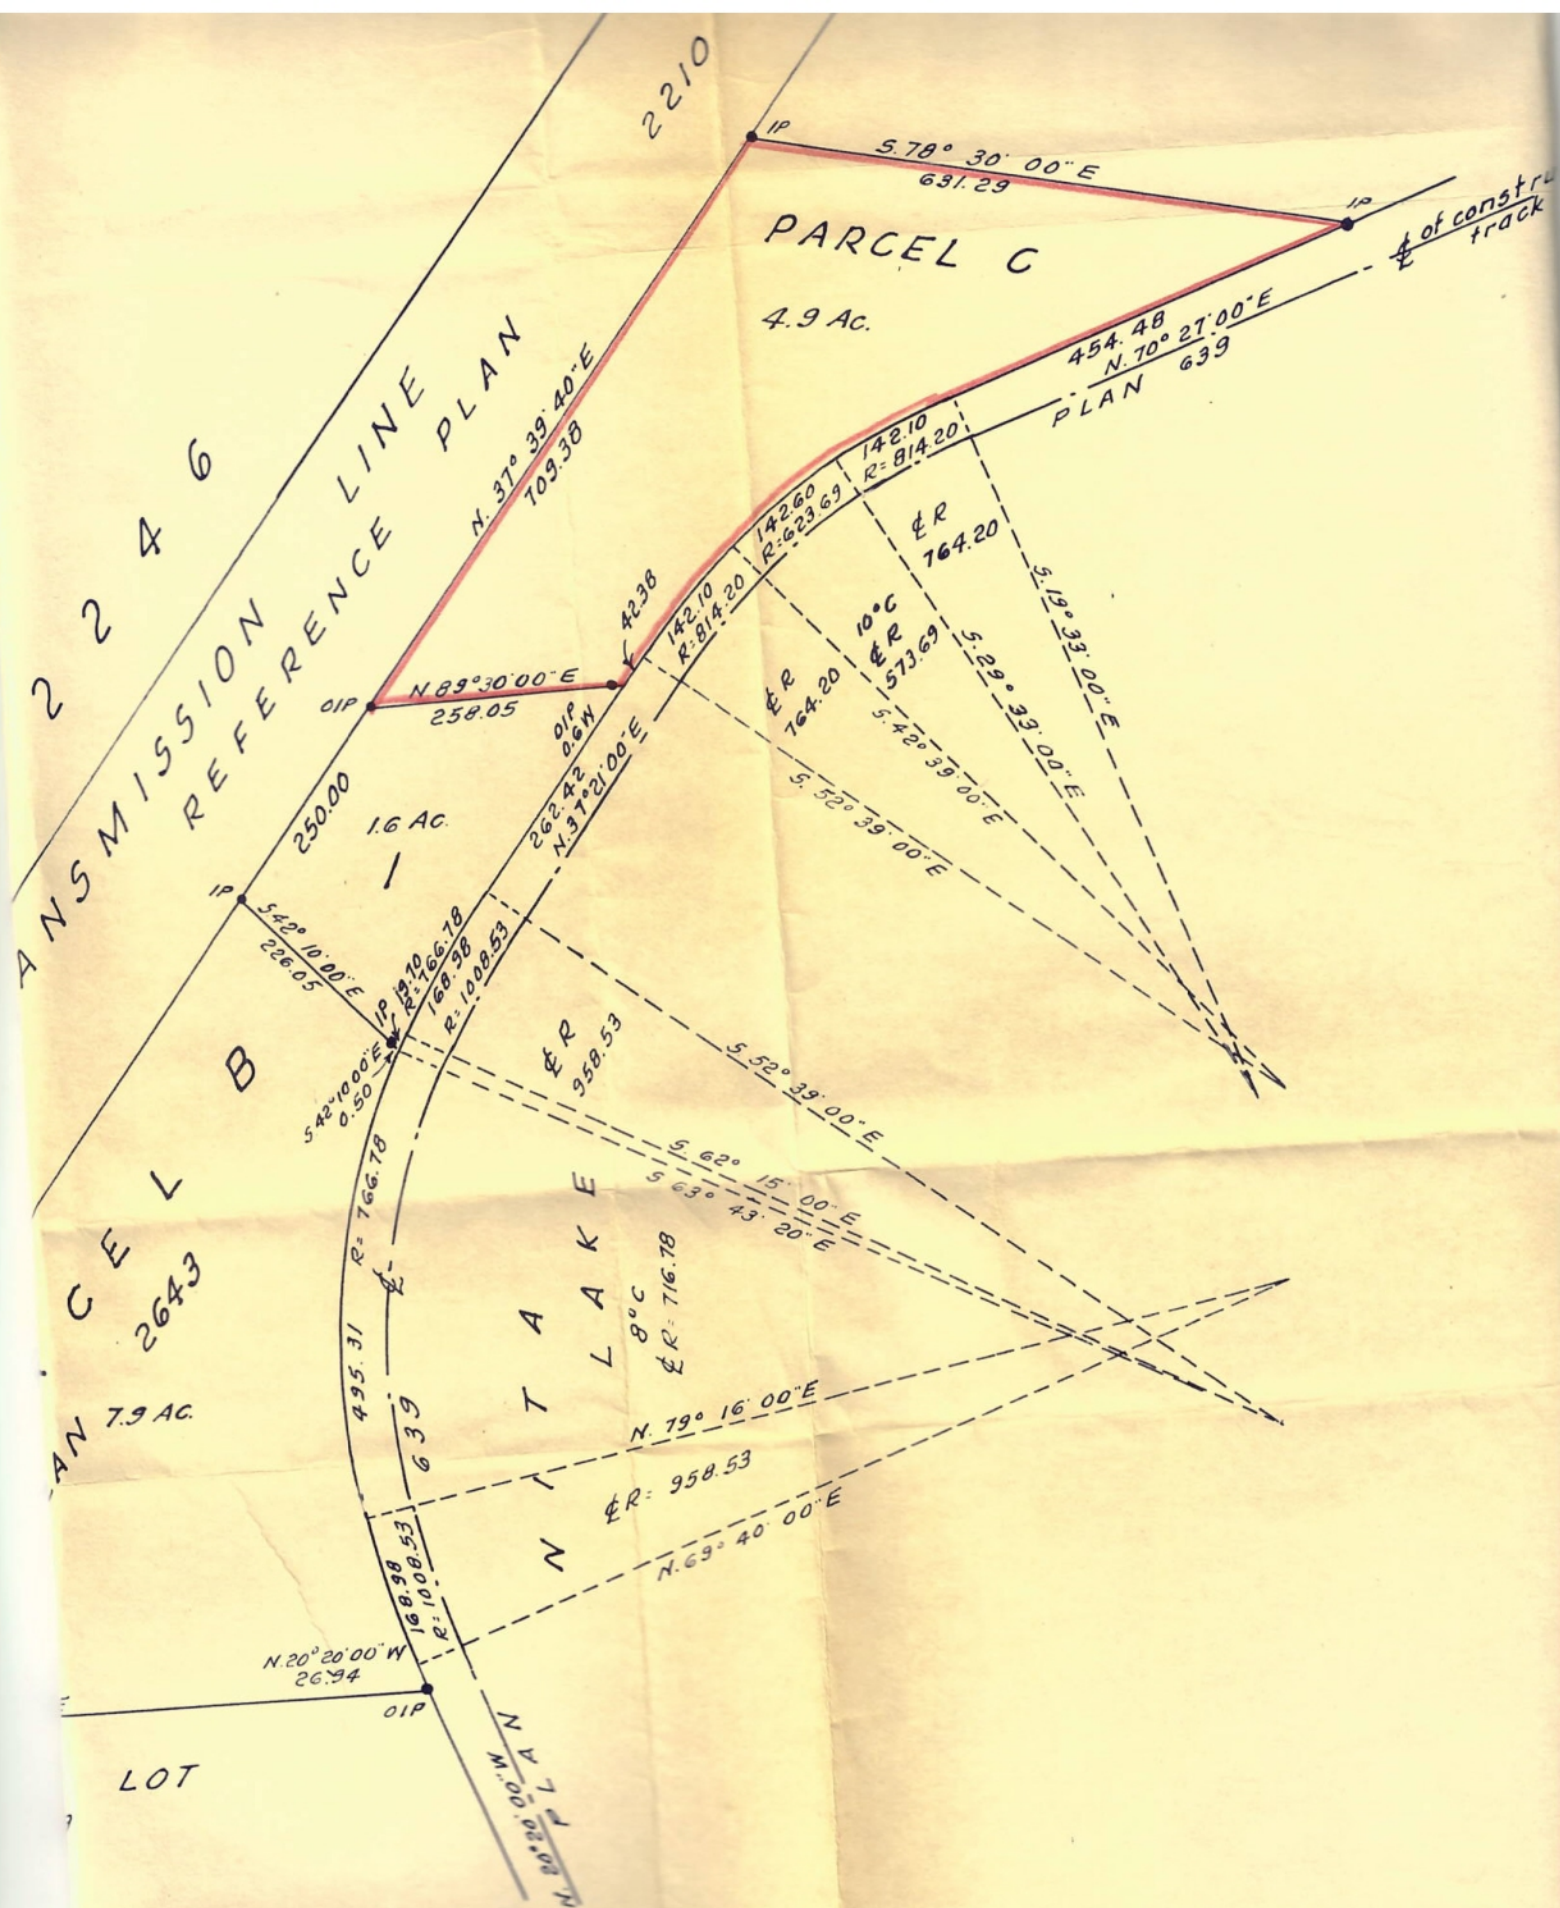 2210
IP
S.78° 30' 00" E
631.29
IP
℄ of constru
track
PARCEL C
4.9 Ac.
454.48
N. 70° 27' 00" E
PLAN 639
N. 37° 39' 40" E
709.38
2246
ANSMISSION LINE
REFERENCE PLAN
142.10
R=814.20
142.60
R=623.69
142.10
R=814.20
42.38
℄ R
764.20
10°C
℄ R
573.69
℄ R
764.20
S.19° 33' 00" E
S.29° 33' 00" E
S.42° 39' 00" E
S. 52° 39' 00" E
OIP
N 89° 30' 00" E
258.05
OIP
0.6 W
262.42
N.37° 21' 00" E
250.00
1.6 Ac.
1
IP
S 42° 10' 00" E
226.05
IP
19.70
R=766.78
168.98
R=1008.53
S 42° 10' 00" E
0.50
℄ R
958.53
S 52° 39' 00" E
S. 62° 15' 00" E
S 63° 43' 20" E
CEL B
2643
7.9 AC.
AN
R= 766.78
495.31
℄
639
NITA
LAKE
8°C
℄ R= 716.78
N. 79° 16' 00" E
℄ R= 958.53
N. 69° 40' 00" E
168.98
R=1008.53
N.20° 20' 00" W
26.94
OIP
LOT
N. 20° 20' 00" W
PLAN